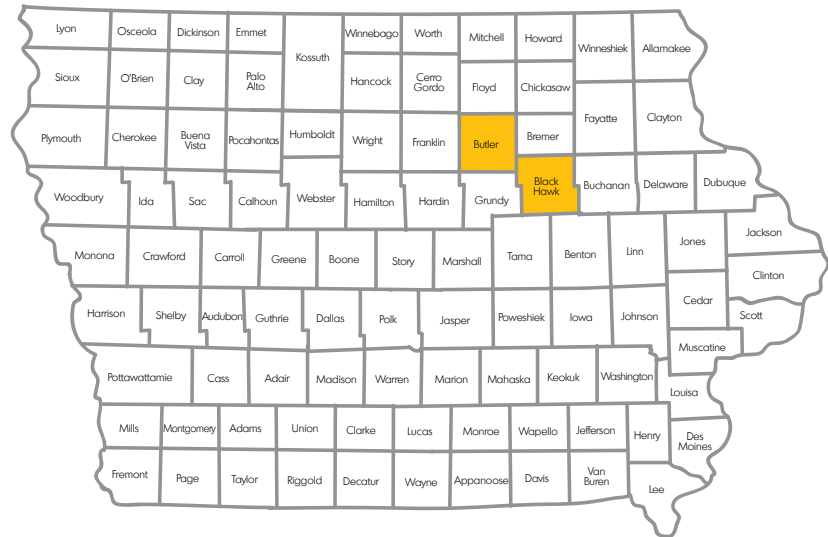 Lyon
Osceola
Dickinson
Emmet
Kossuth
Winnebago
Worth
Mitchell
Howard
Winneshiek
Allamakee
Sioux
O'Brien
Clay
Palo
Alto
Hancock
Cerro
Gordo
Floyd
Chickasaw
Fayatte
Clayton
Plymouth
Cherokee
Buena
Vista
Pocahontas
Humboldt
Wright
Franklin
Butler
Bremer
Woodbury
Ida
Sac
Calhoun
Webster
Hamilton
Hardin
Grundy
Black
Hawk
Buchanan
Delaware
Dubuque
Monona
Crawford
Carroll
Greene
Boone
Story
Marshall
Tama
Benton
Linn
Jones
Jackson
Clinton
Harrison
Shelby
Audubon
Guthrie
Dallas
Polk
Jasper
Poweshiek
Iowa
Johnson
Cedar
Scott
Muscatine
Pottawattamie
Cass
Adair
Madison
Warren
Marion
Mahaska
Keokuk
Washington
Louisa
Mills
Montgomery
Adams
Union
Clarke
Lucas
Monroe
Wapello
Jefferson
Henry
Des
Moines
Fremont
Page
Taylor
Riggold
Decatur
Wayne
Appanoose
Davis
Van
Buren
Lee